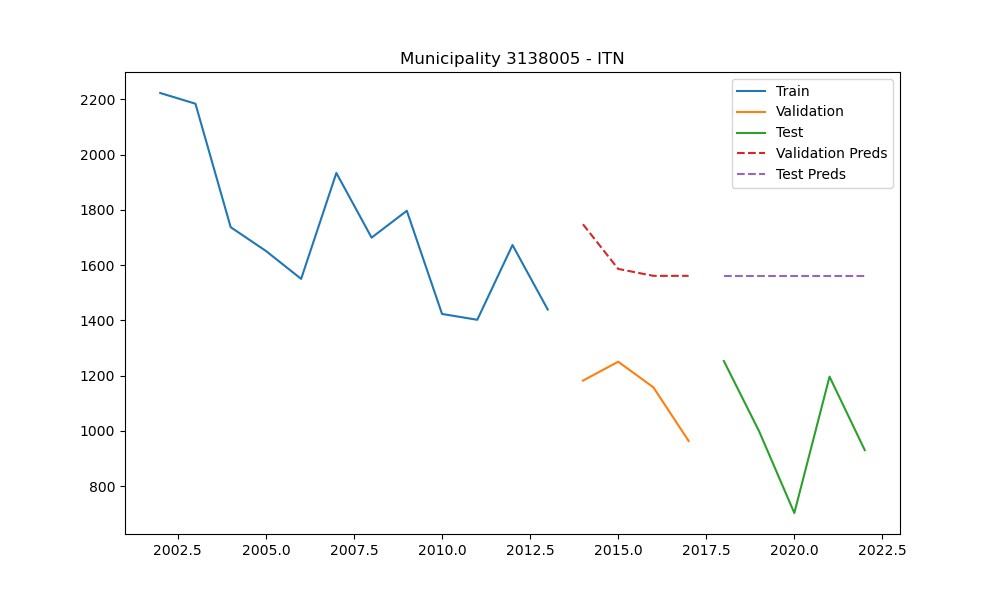 Municipality 3138005 - ITN
Train
Validation
Test
Validation Preds
Test Preds
2200
2000
1800
1600
1400
1200
1000
800
2002.5 2005.0 2007.5 2010.0 2012.5 2015.0 2017.5 2020.0 2022.5